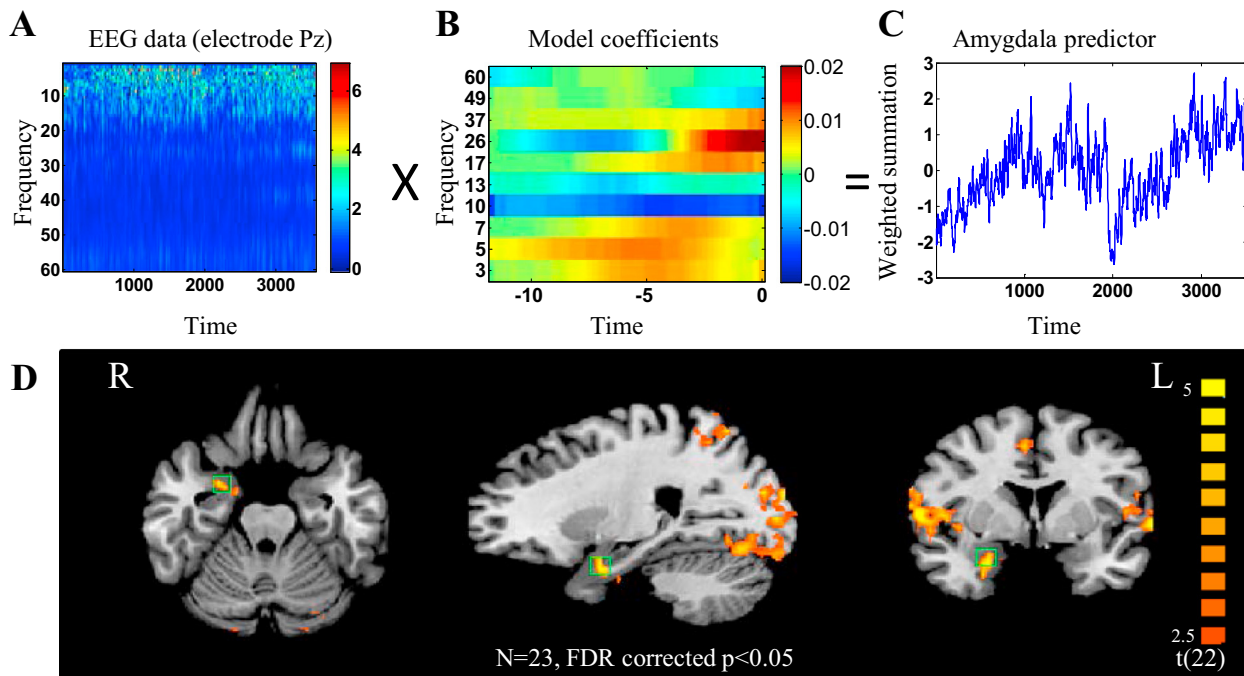 A
EEG data (electrode Pz)
Frequency
10
20
30
40
50
60
1000
2000
3000
Time
6
4
2
0
X
B
Model coefficients
Frequency
60
49
37
26
17
13
10
7
5
3
-10
-5
0
Time
0.02
0.01
0
-0.01
-0.02
=
C
Amygdala predictor
Weighted summation
3
2
1
0
-1
-2
-3
1000
2000
3000
Time
D
R
L
5
2.5
t(22)
N=23, FDR corrected p<0.05